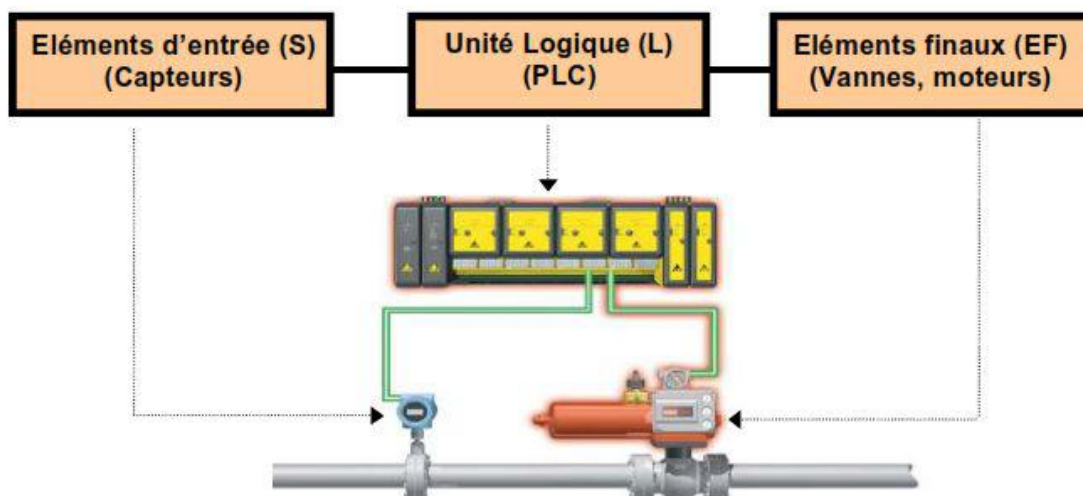 Eléments d'entrée (S)
(Capteurs)
Unité Logique (L)
(PLC)
Eléments finaux (EF)
(Vannes, moteurs)